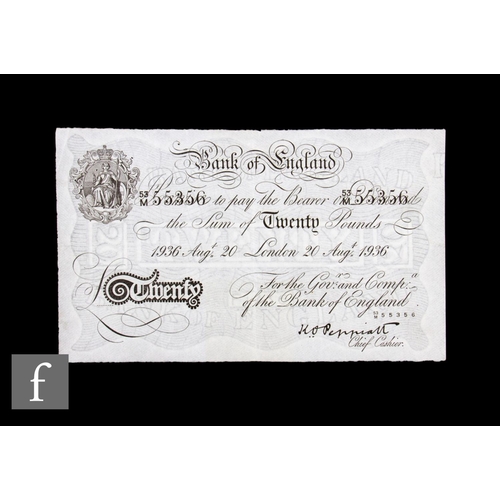 Bank of England
53/M 55356 to pay the Bearer on 53/M 55356
the Sum of Twenty Pounds
1936 Augt. 20 London 20 Augt. 1936
For the Govr. and Compa.
£ Twenty of the Bank of England.
53/M 55356
K O Peppiatt
Chief Cashier.
f